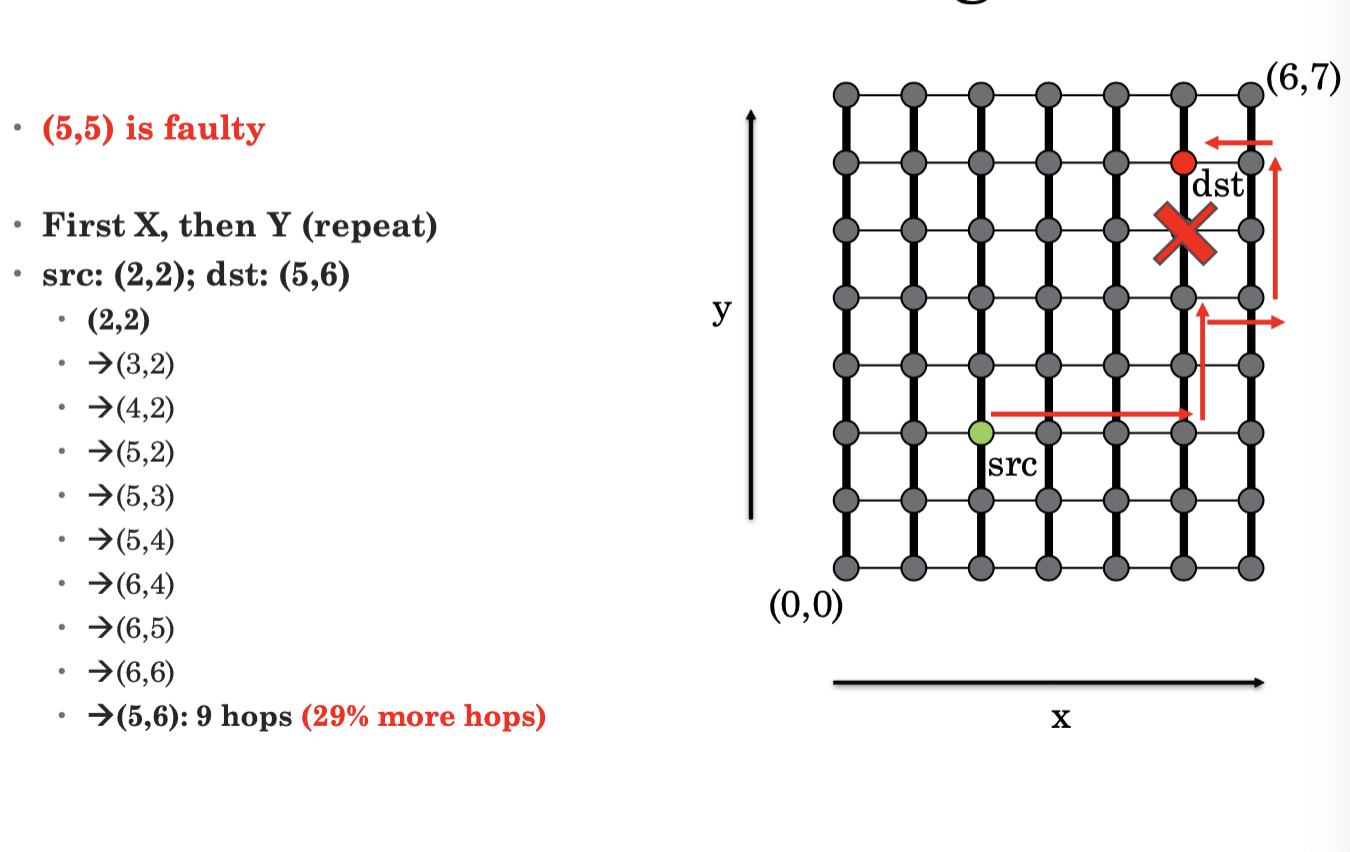 • (5,5) is faulty
• First X, then Y (repeat)
• src: (2,2); dst: (5,6)
• (2,2)
• →(3,2)
• →(4,2)
• →(5,2)
• →(5,3)
• →(5,4)
• →(6,4)
• →(6,5)
• →(6,6)
• →(5,6): 9 hops (29% more hops)
(6,7)
dst
y
src
(0,0)
x